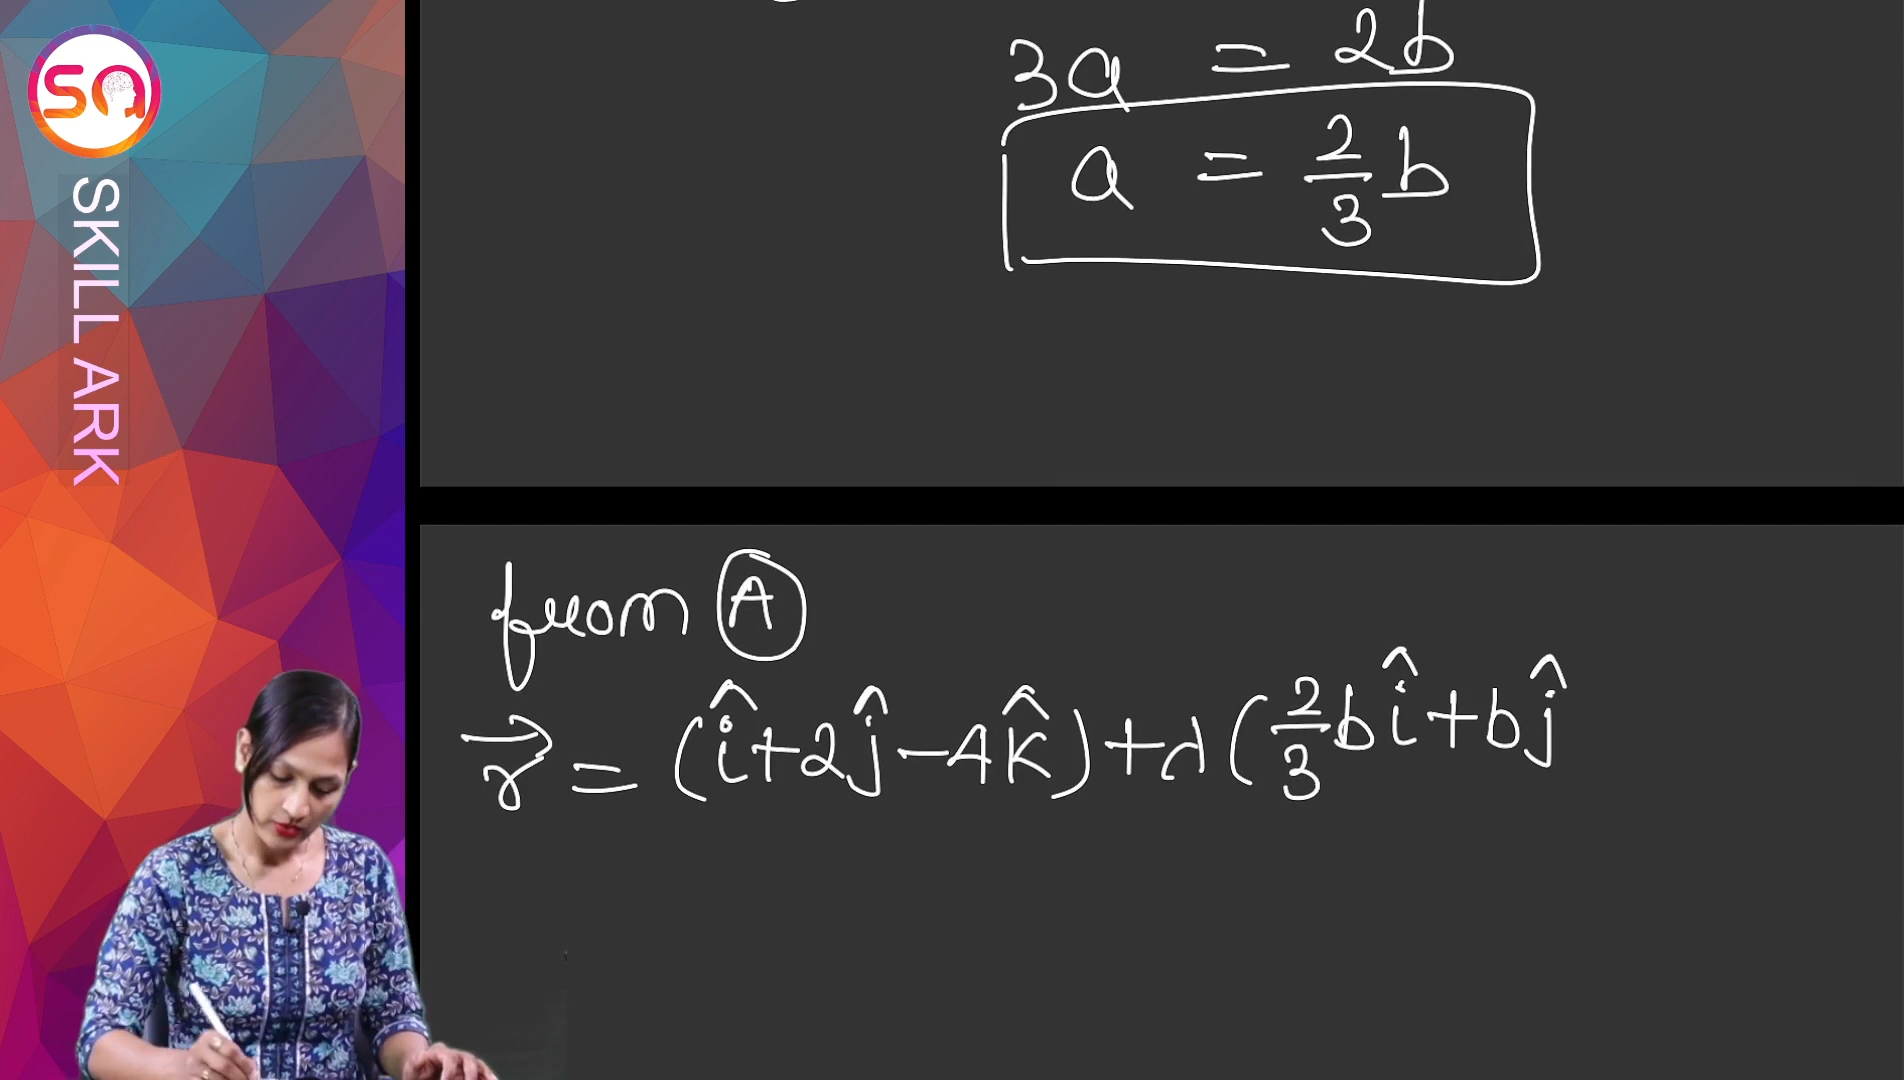 SA
SKILL ARK
3a = 2b
a = 2/3 b
from (A)
r⃗ = (î+2ĵ-4k̂)+λ(2/3 bî+bĵ